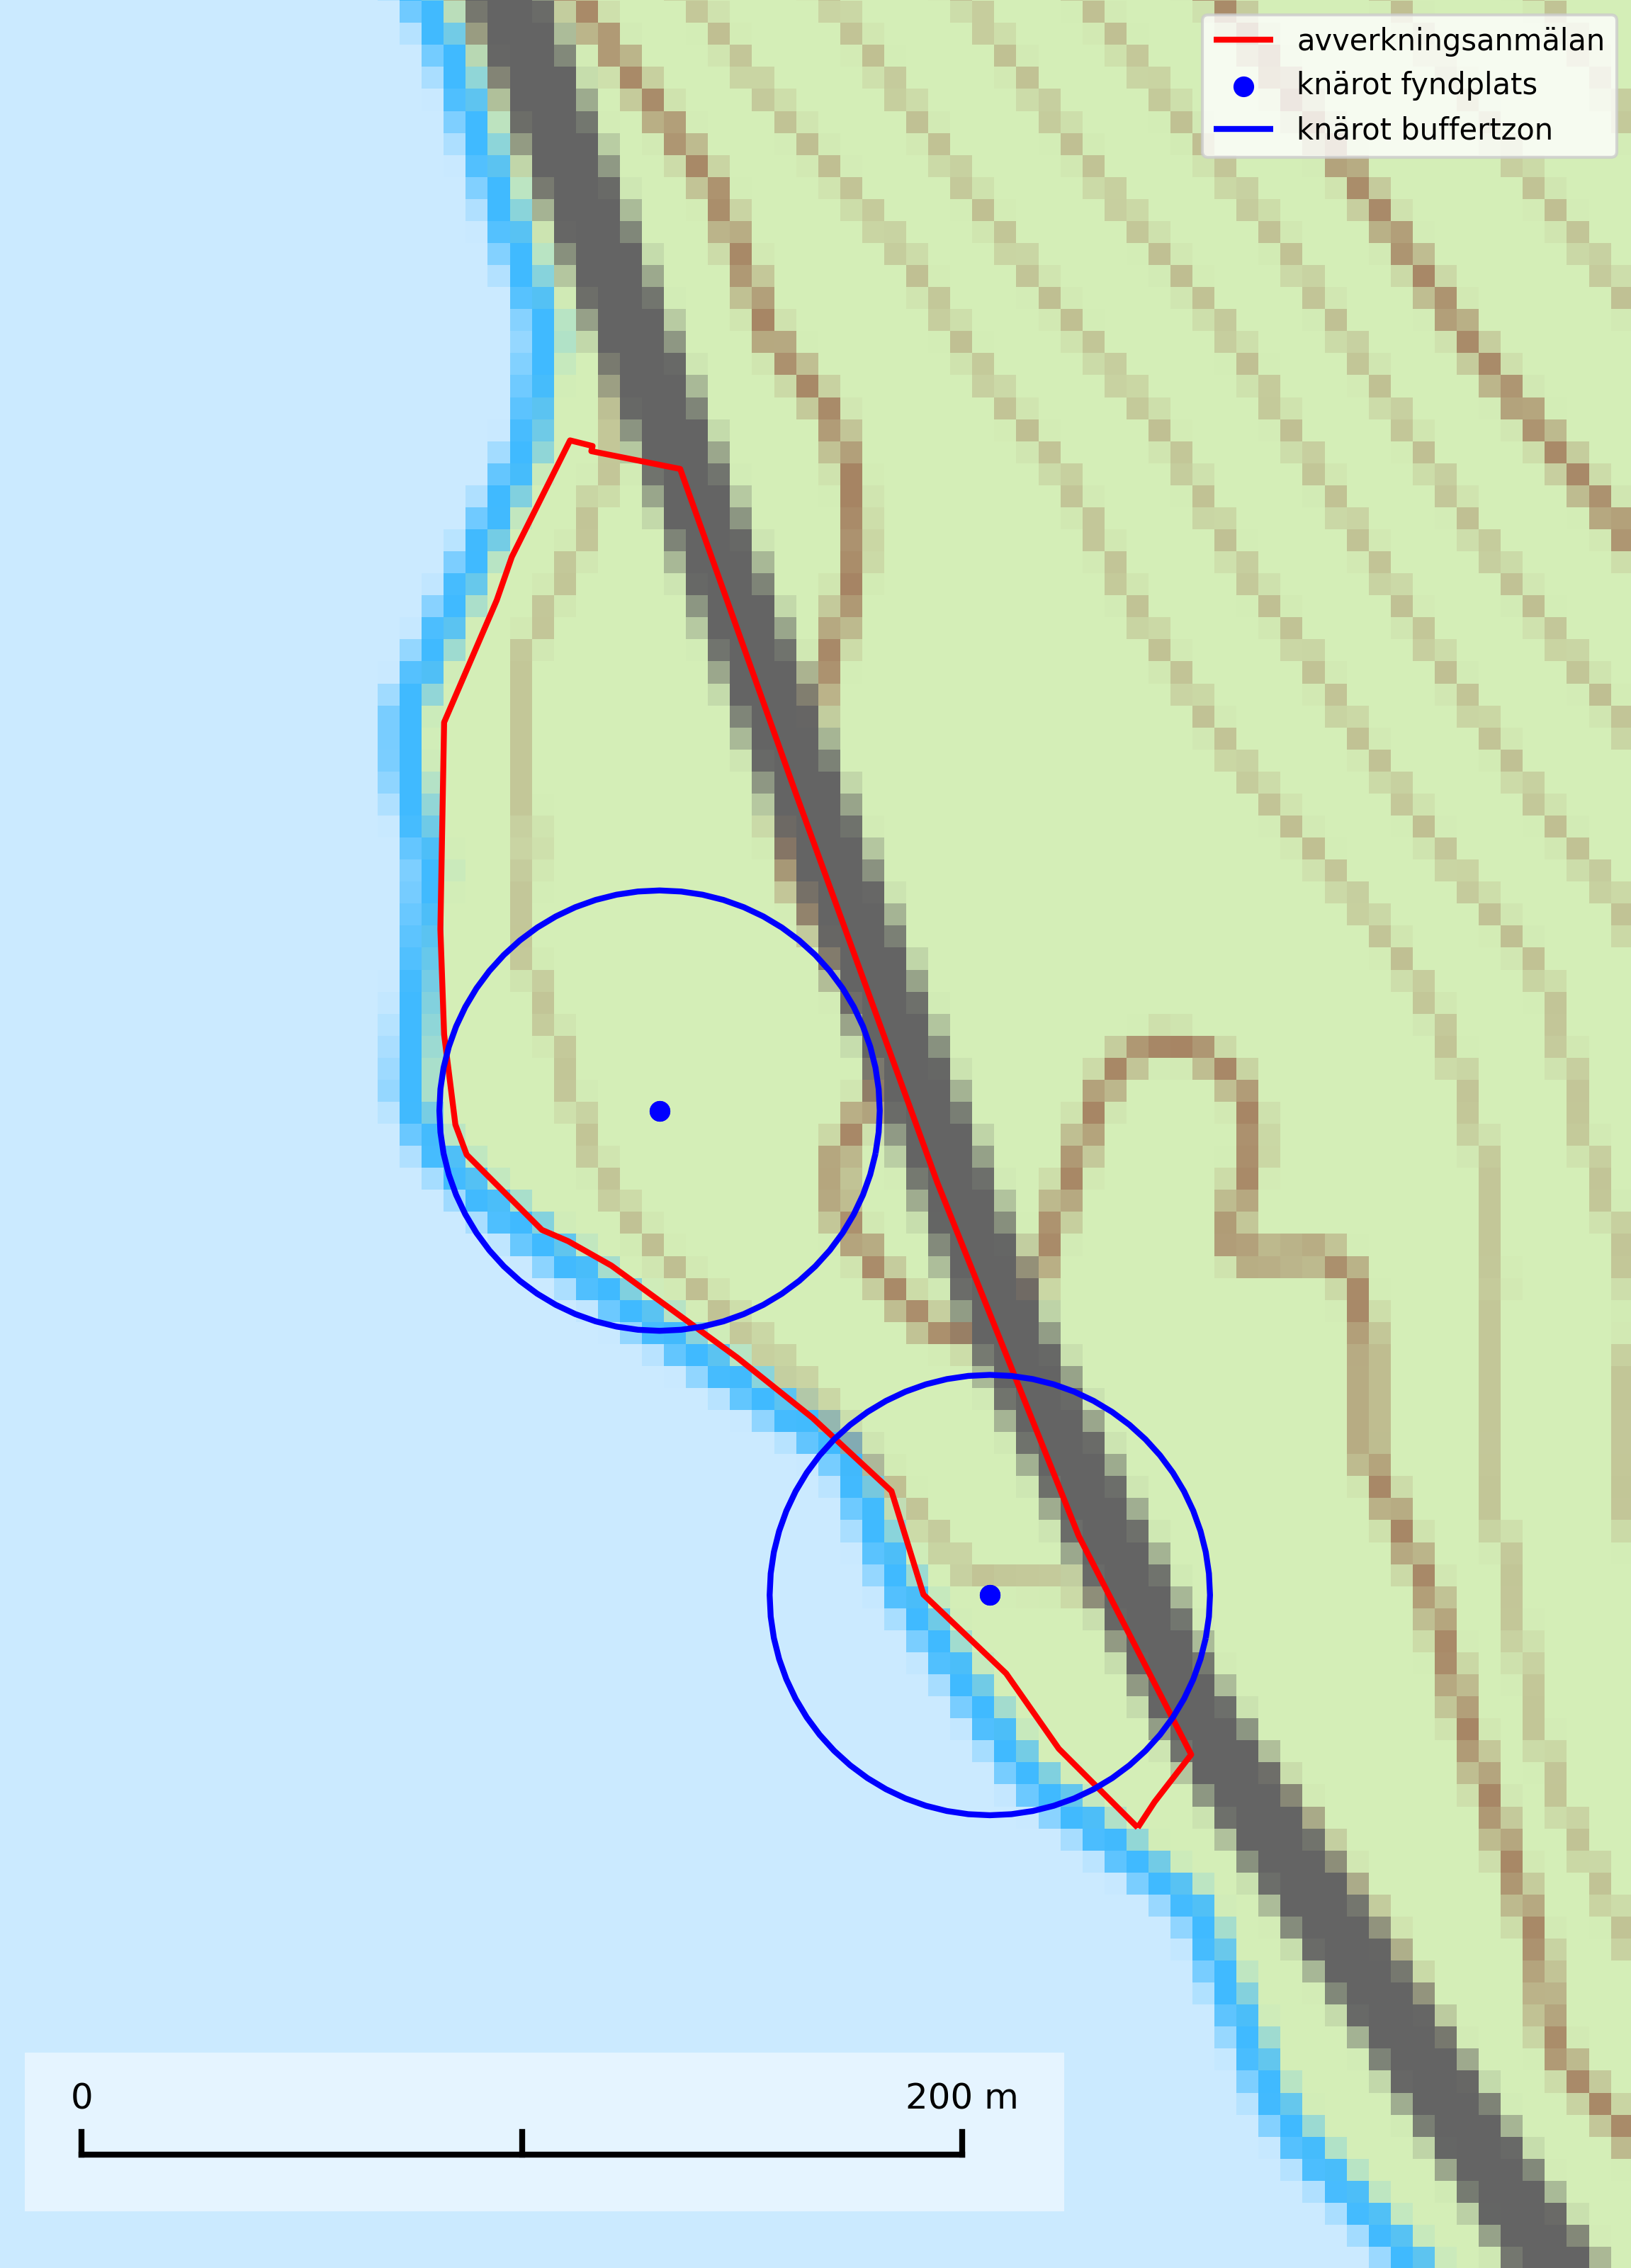 avverkningsanmälan
knärot fyndplats
knärot buffertzon
0 200 m